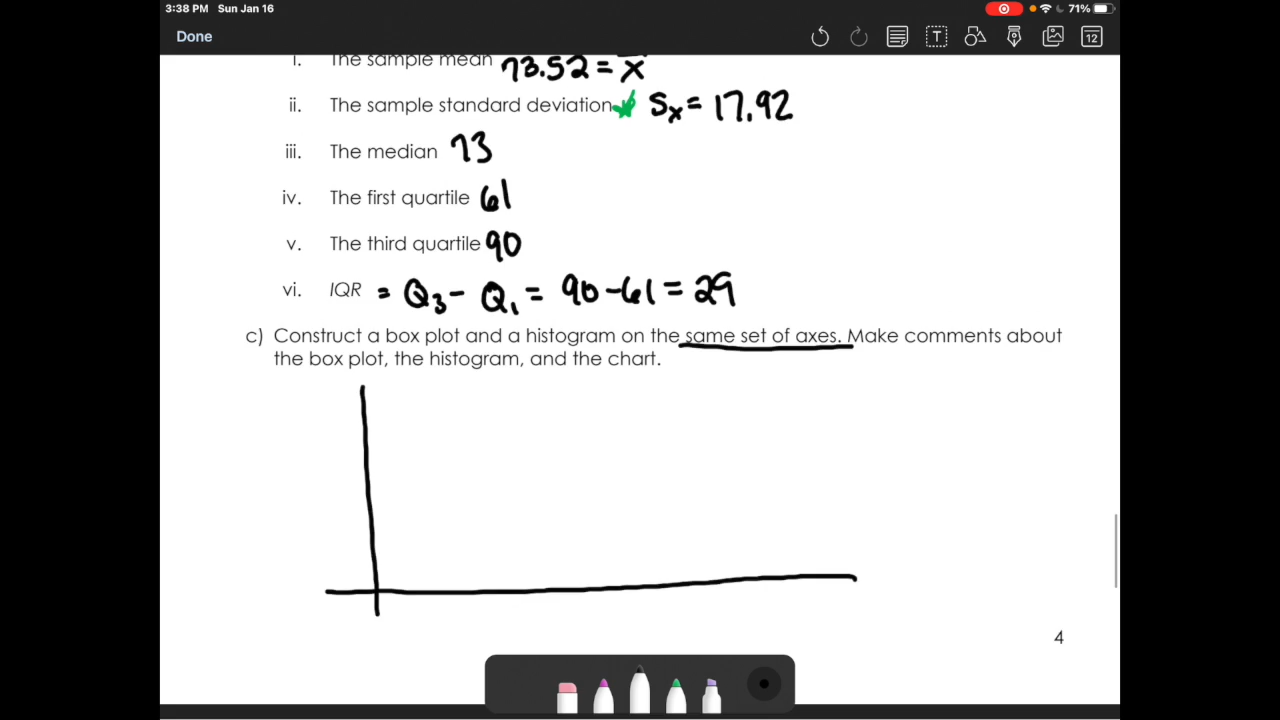 3:38 PM Sun Jan 16 71%
Done
12
i. The sample mean 73.52 = x̅
ii. The sample standard deviation Sx = 17.92
iii. The median 73
iv. The first quartile 61
v. The third quartile 90
vi. IQR = Q3 - Q1 = 90 - 61 = 29
c) Construct a box plot and a histogram on the same set of axes. Make comments about
the box plot, the histogram, and the chart.
4